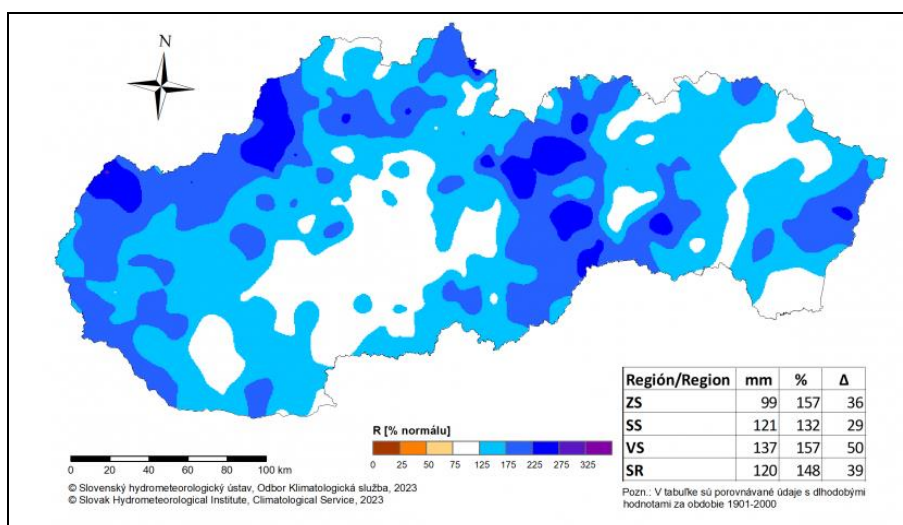 N
Región/Region mm % Δ
ZS 99 157 36
SS 121 132 29
VS 137 157 50
SR 120 148 39
R [% normálu]
0 25 50 75 125 175 225 275 325
0 20 40 60 80 100 km
© Slovenský hydrometeorologický ústav, Odbor Klimatologická služba, 2023
© Slovak Hydrometeorological Institute, Climatological Service, 2023
Pozn.: V tabuľke sú porovnávané údaje s dlhodobými
hodnotami za obdobie 1901-2000